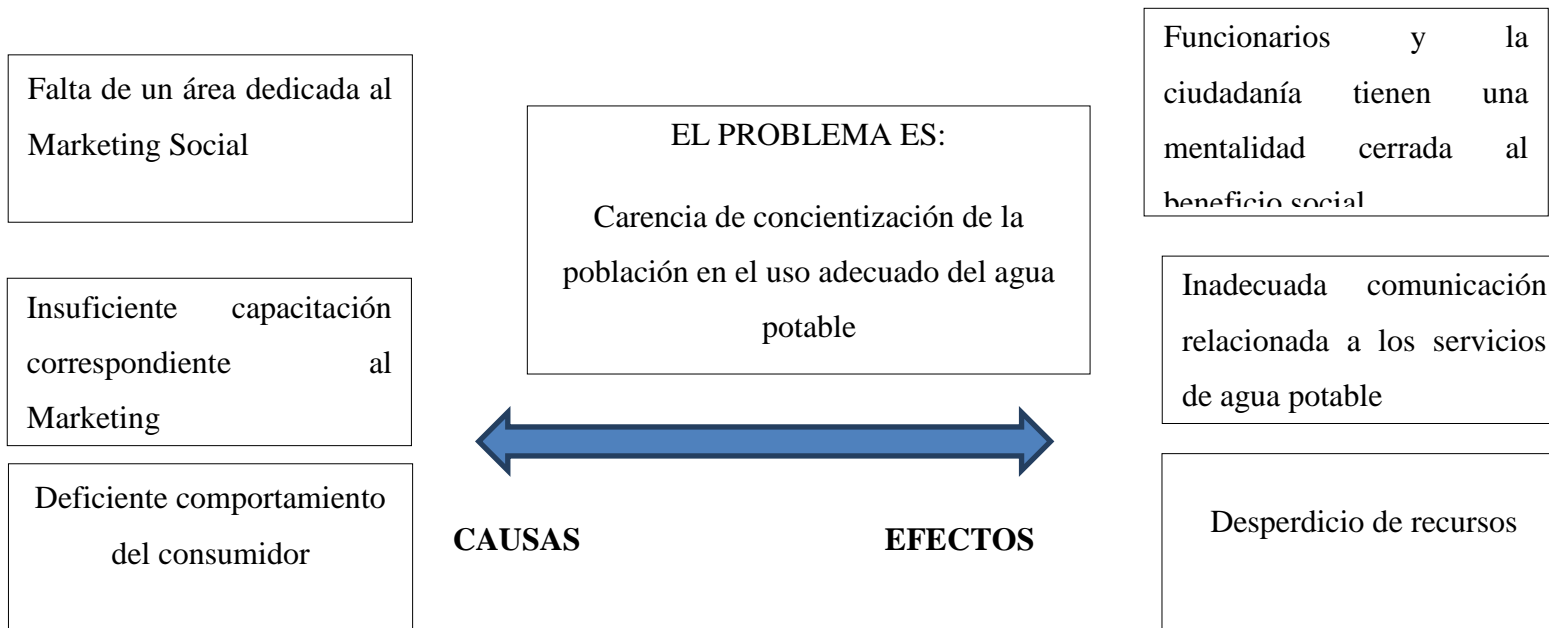 Falta de un área dedicada al
Marketing Social
Insuficiente capacitación
correspondiente al
Marketing
Deficiente comportamiento
del consumidor
EL PROBLEMA ES:
Carencia de concientización de la
población en el uso adecuado del agua
potable
CAUSAS
EFECTOS
Funcionarios y la
ciudadanía tienen una
mentalidad cerrada al
beneficio social
Inadecuada comunicación
relacionada a los servicios
de agua potable
Desperdicio de recursos